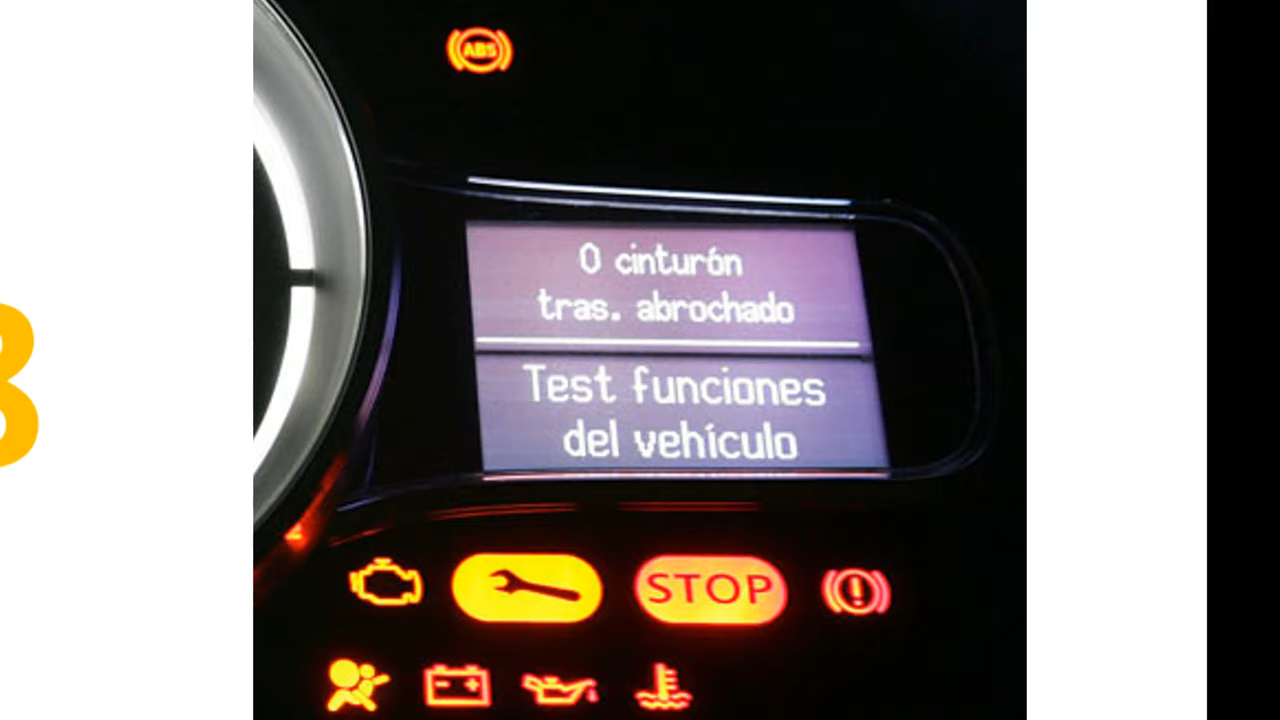 ABS
0 cinturón
tras. abrochado
Test funciones
del vehículo
STOP